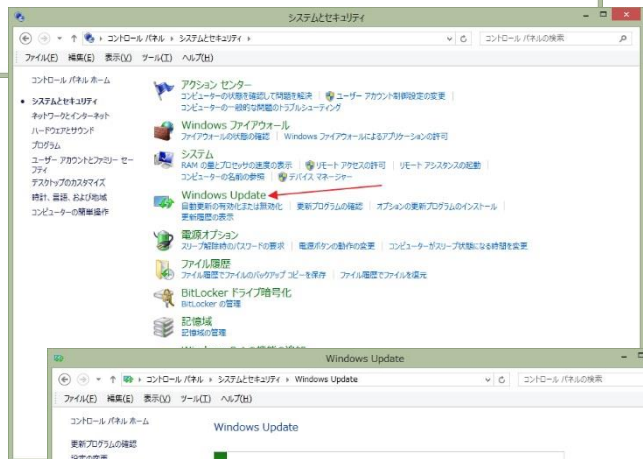 システムとセキュリティ
コントロール パネル システムとセキュリティ
コントロール パネルの検索
ファイル(F) 編集(E) 表示(V) ツール(T) ヘルプ(H)
コントロール パネル ホーム
システムとセキュリティ
ネットワークとインターネット
ハードウェアとサウンド
プログラム
ユーザー アカウントとファミリー セー
フティ
デスクトップのカスタマイズ
時計、言語、および地域
コンピューターの簡単操作
アクション センター
コンピューターの状態を確認して問題を解決 ユーザー アカウント制御設定の変更
コンピューターの一般的な問題のトラブルシューティング
Windows ファイアウォール
ファイアウォールの状態の確認 Windows ファイアウォールによるアプリケーションの許可
システム
RAM の量とプロセッサの速度の表示 リモート アクセスの許可 リモート アシスタンスの起動
コンピューターの名前の参照 デバイス マネージャー
Windows Update
自動更新の有効化または無効化 更新プログラムの確認 オプションの更新プログラムのインストール
更新履歴の表示
電源オプション
スリープ解除時のパスワードの要求 電源ボタンの動作の変更 コンピューターがスリープ状態になる時間を変更
ファイル履歴
ファイル履歴でファイルのバックアップ コピーを保存 ファイル履歴でファイルを復元
BitLocker ドライブ暗号化
BitLocker の管理
記憶域
記憶域の管理
Windows Update
コントロール パネル システムとセキュリティ Windows Update
コントロール パネルの検索
ファイル(F) 編集(E) 表示(V) ツール(T) ヘルプ(H)
コントロール パネル ホーム
更新プログラムの確認
設定の変更
Windows Update